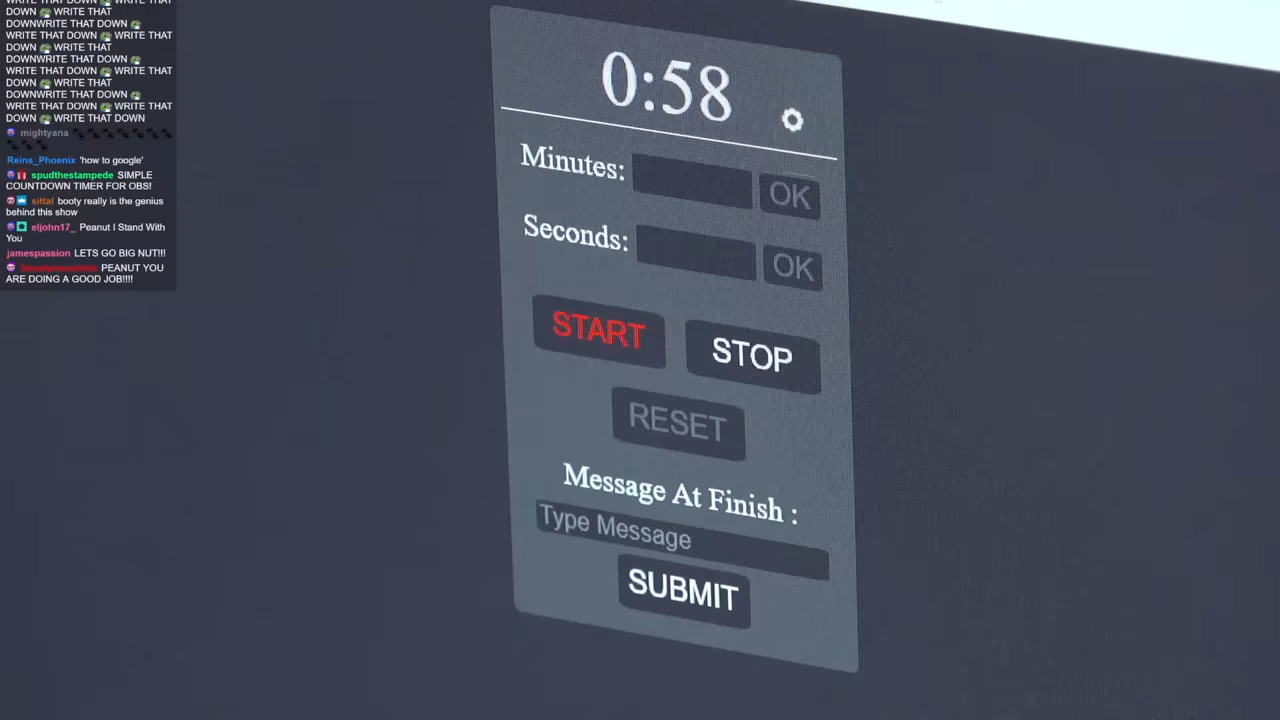 WRITE THAT DOWN WRITE THAT
DOWN WRITE THAT
DOWNWRITE THAT DOWN
WRITE THAT DOWN WRITE THAT
DOWN WRITE THAT
DOWNWRITE THAT DOWN
WRITE THAT DOWN WRITE THAT
DOWN WRITE THAT
DOWNWRITE THAT DOWN
WRITE THAT DOWN WRITE THAT
DOWN WRITE THAT DOWN
mightyana
Reins_Phoenix 'how to google'
spudthestampede SIMPLE
COUNTDOWN TIMER FOR OBS!
sittal booty really is the genius
behind this show
eljohn17_ Peanut I Stand With
You
jamespassion LETS GO BIG NUT!!!
PEANUT YOU
ARE DOING A GOOD JOB!!!!
0:58
Minutes: OK
Seconds: OK
START STOP
RESET
Message At Finish :
Type Message
SUBMIT